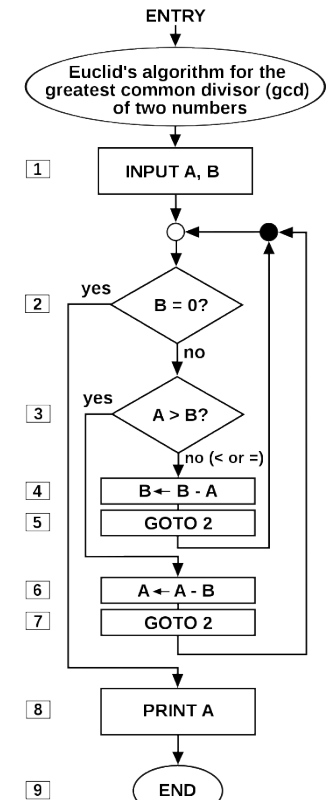 ENTRY
Euclid's algorithm for the
greatest common divisor (gcd)
of two numbers
1
INPUT A, B
yes
2
B = 0?
no
yes
3
A > B?
no (< or =)
4
B ← B - A
5
GOTO 2
6
A ← A - B
7
GOTO 2
8
PRINT A
9
END